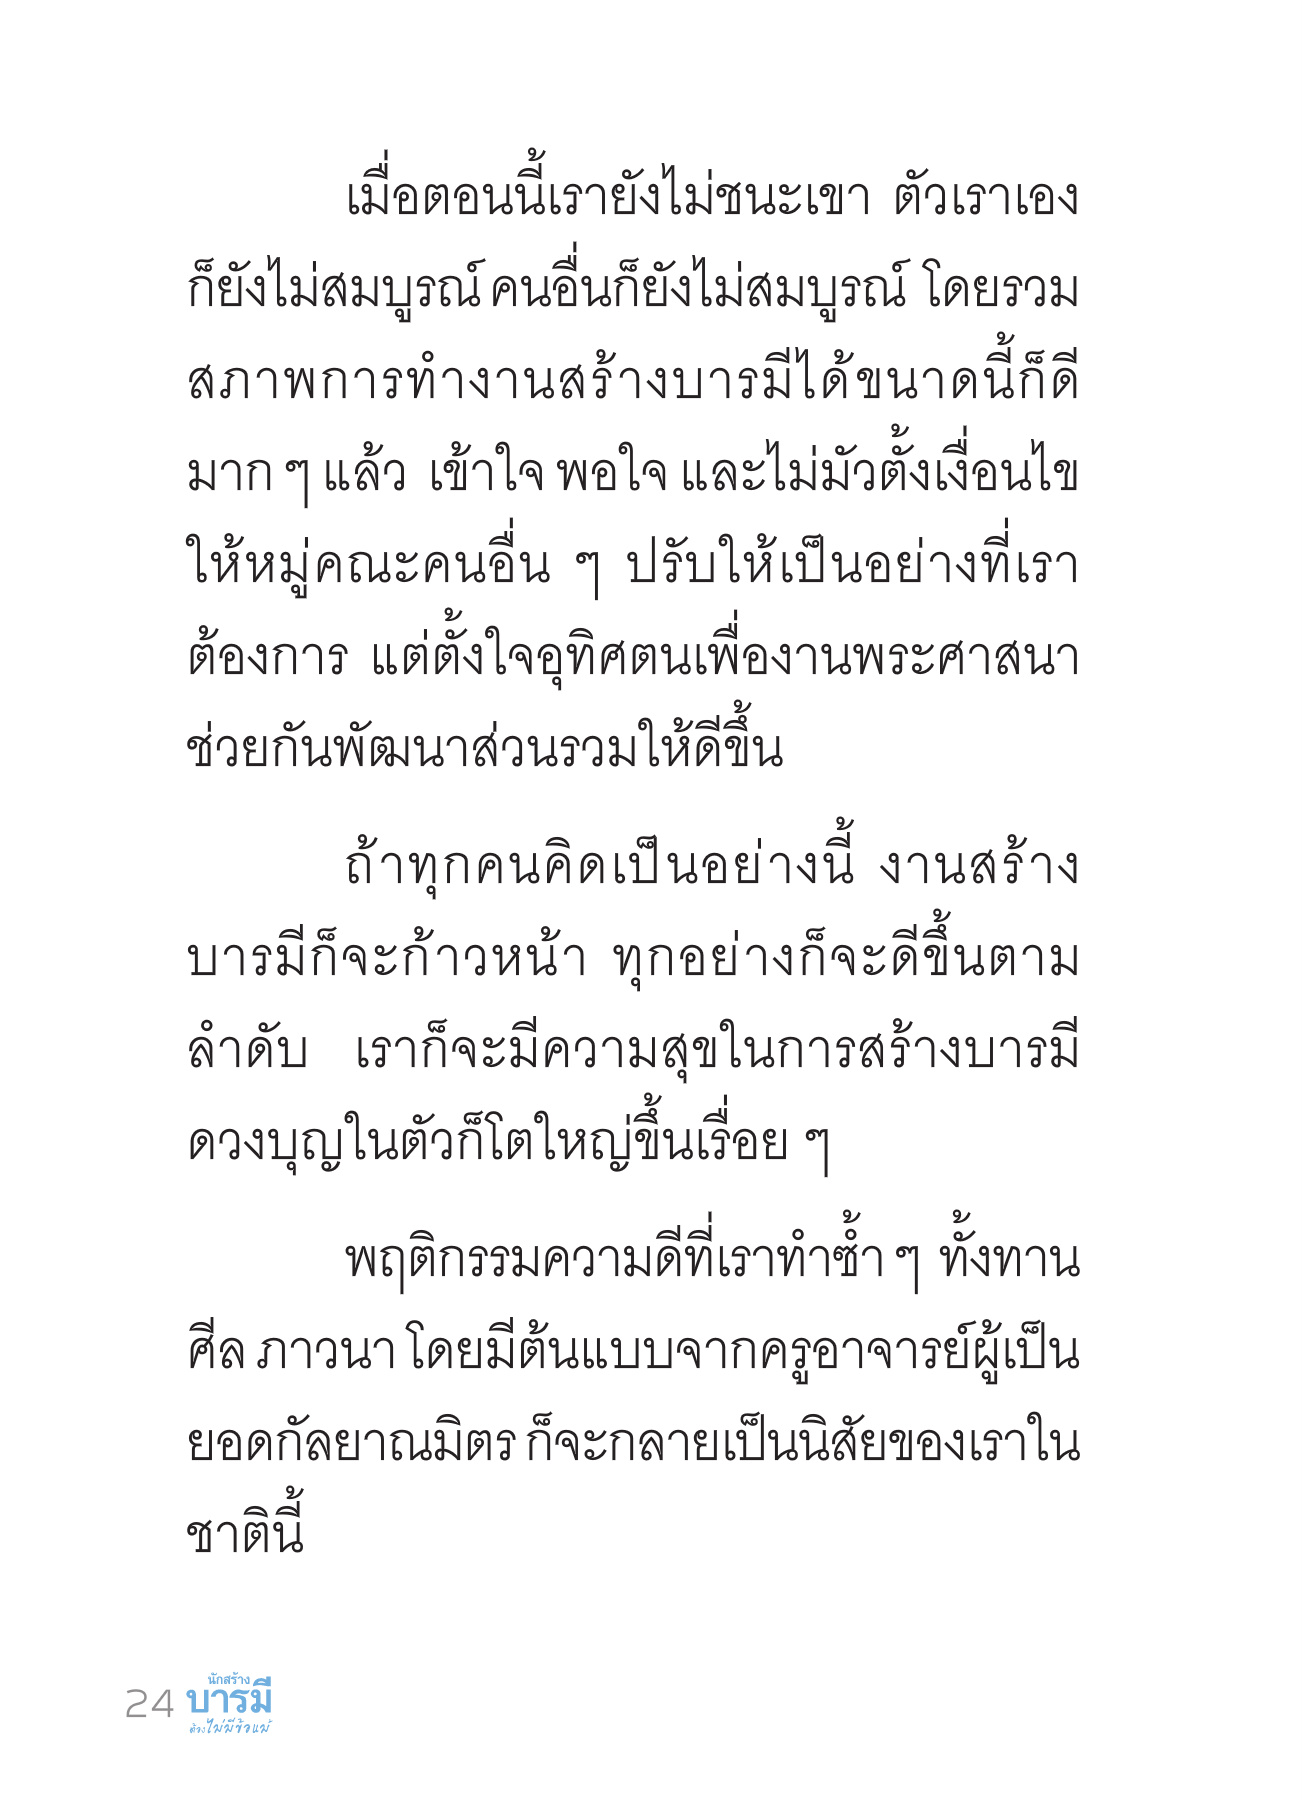 เมื่อตอนนี้เรายังไม่ชนะเขา ตัวเราเอง
ก็ยังไม่สมบูรณ์ คนอื่นก็ยังไม่สมบูรณ์ โดยรวม
สภาพการทำงานสร้างบารมีได้ขนาดนี้ก็ดี
มาก ๆ แล้ว เข้าใจ พอใจ และไม่มัวตั้งเงื่อนไข
ให้หมู่คณะคนอื่น ๆ ปรับให้เป็นอย่างที่เรา
ต้องการ แต่ตั้งใจอุทิศตนเพื่องานพระศาสนา
ช่วยกันพัฒนาส่วนรวมให้ดีขึ้น
ถ้าทุกคนคิดเป็นอย่างนี้ งานสร้าง
บารมีก็จะก้าวหน้า ทุกอย่างก็จะดีขึ้นตาม
ลำดับ เราก็จะมีความสุขในการสร้างบารมี
ดวงบุญในตัวก็โตใหญ่ขึ้นเรื่อย ๆ
พฤติกรรมความดีที่เราทำซ้ำ ๆ ทั้งทาน
ศีล ภาวนา โดยมีต้นแบบจากครูอาจารย์ผู้เป็น
ยอดกัลยาณมิตร ก็จะกลายเป็นนิสัยของเราใน
ชาตินี้
24 นักสร้าง
บารมี
ต้องไม่มีข้อแม้